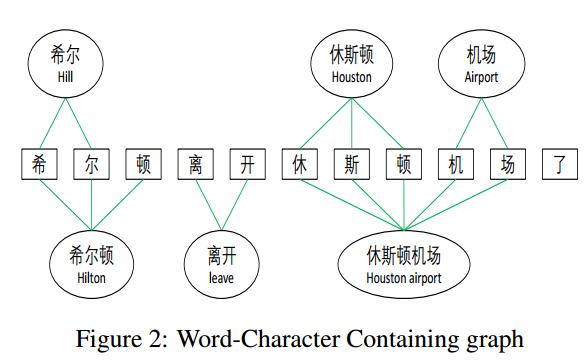 希尔
Hill
休斯顿
Houston
机场
Airport
希 尔 顿 离 开 休 斯 顿 机 场 了
希尔顿
Hilton
离开
leave
休斯顿机场
Houston airport
Figure 2: Word-Character Containing graph